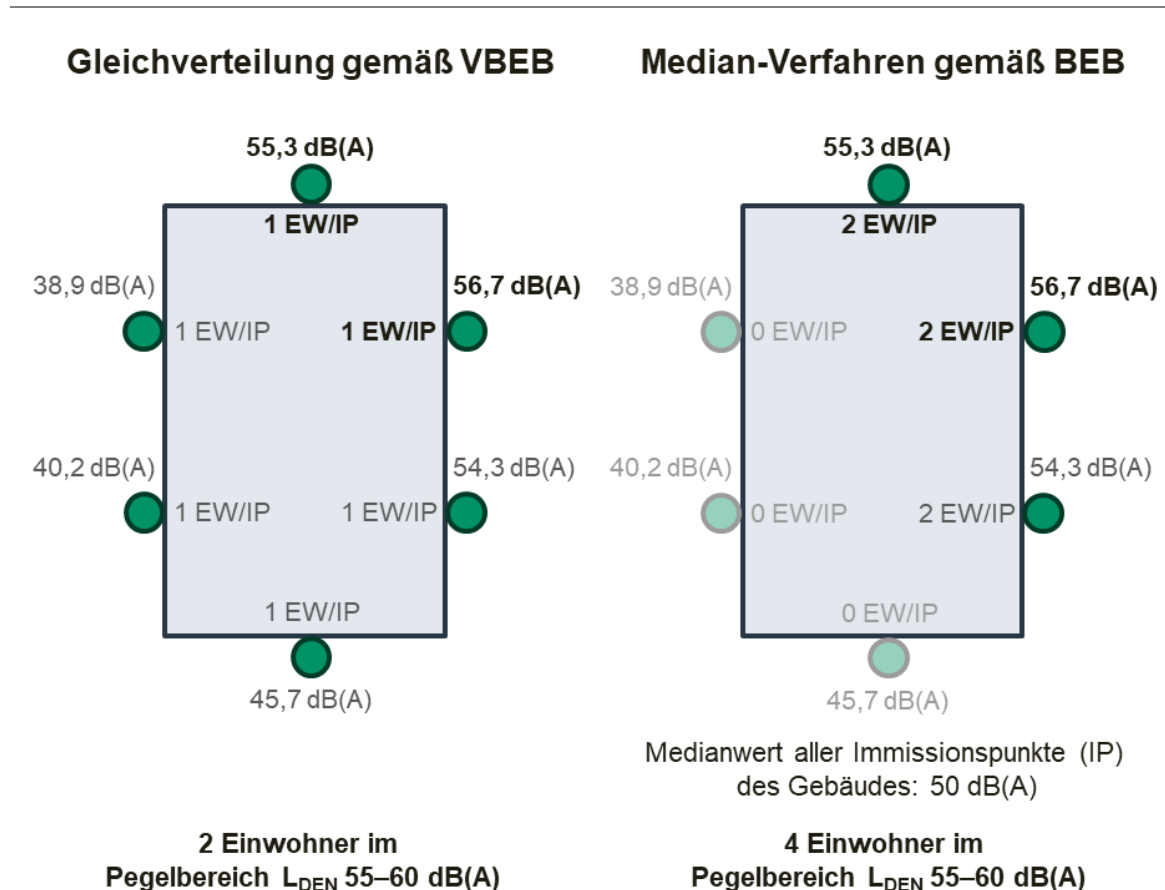 Gleichverteilung gemäß VBEB
55,3 dB(A)
1 EW/IP
38,9 dB(A)
56,7 dB(A)
1 EW/IP
1 EW/IP
40,2 dB(A)
54,3 dB(A)
1 EW/IP
1 EW/IP
1 EW/IP
45,7 dB(A)
2 Einwohner im
Pegelbereich LDEN 55–60 dB(A)
Median-Verfahren gemäß BEB
55,3 dB(A)
2 EW/IP
38,9 dB(A)
56,7 dB(A)
0 EW/IP
2 EW/IP
40,2 dB(A)
54,3 dB(A)
0 EW/IP
2 EW/IP
0 EW/IP
45,7 dB(A)
Medianwert aller Immissionspunkte (IP)
des Gebäudes: 50 dB(A)
4 Einwohner im
Pegelbereich LDEN 55–60 dB(A)